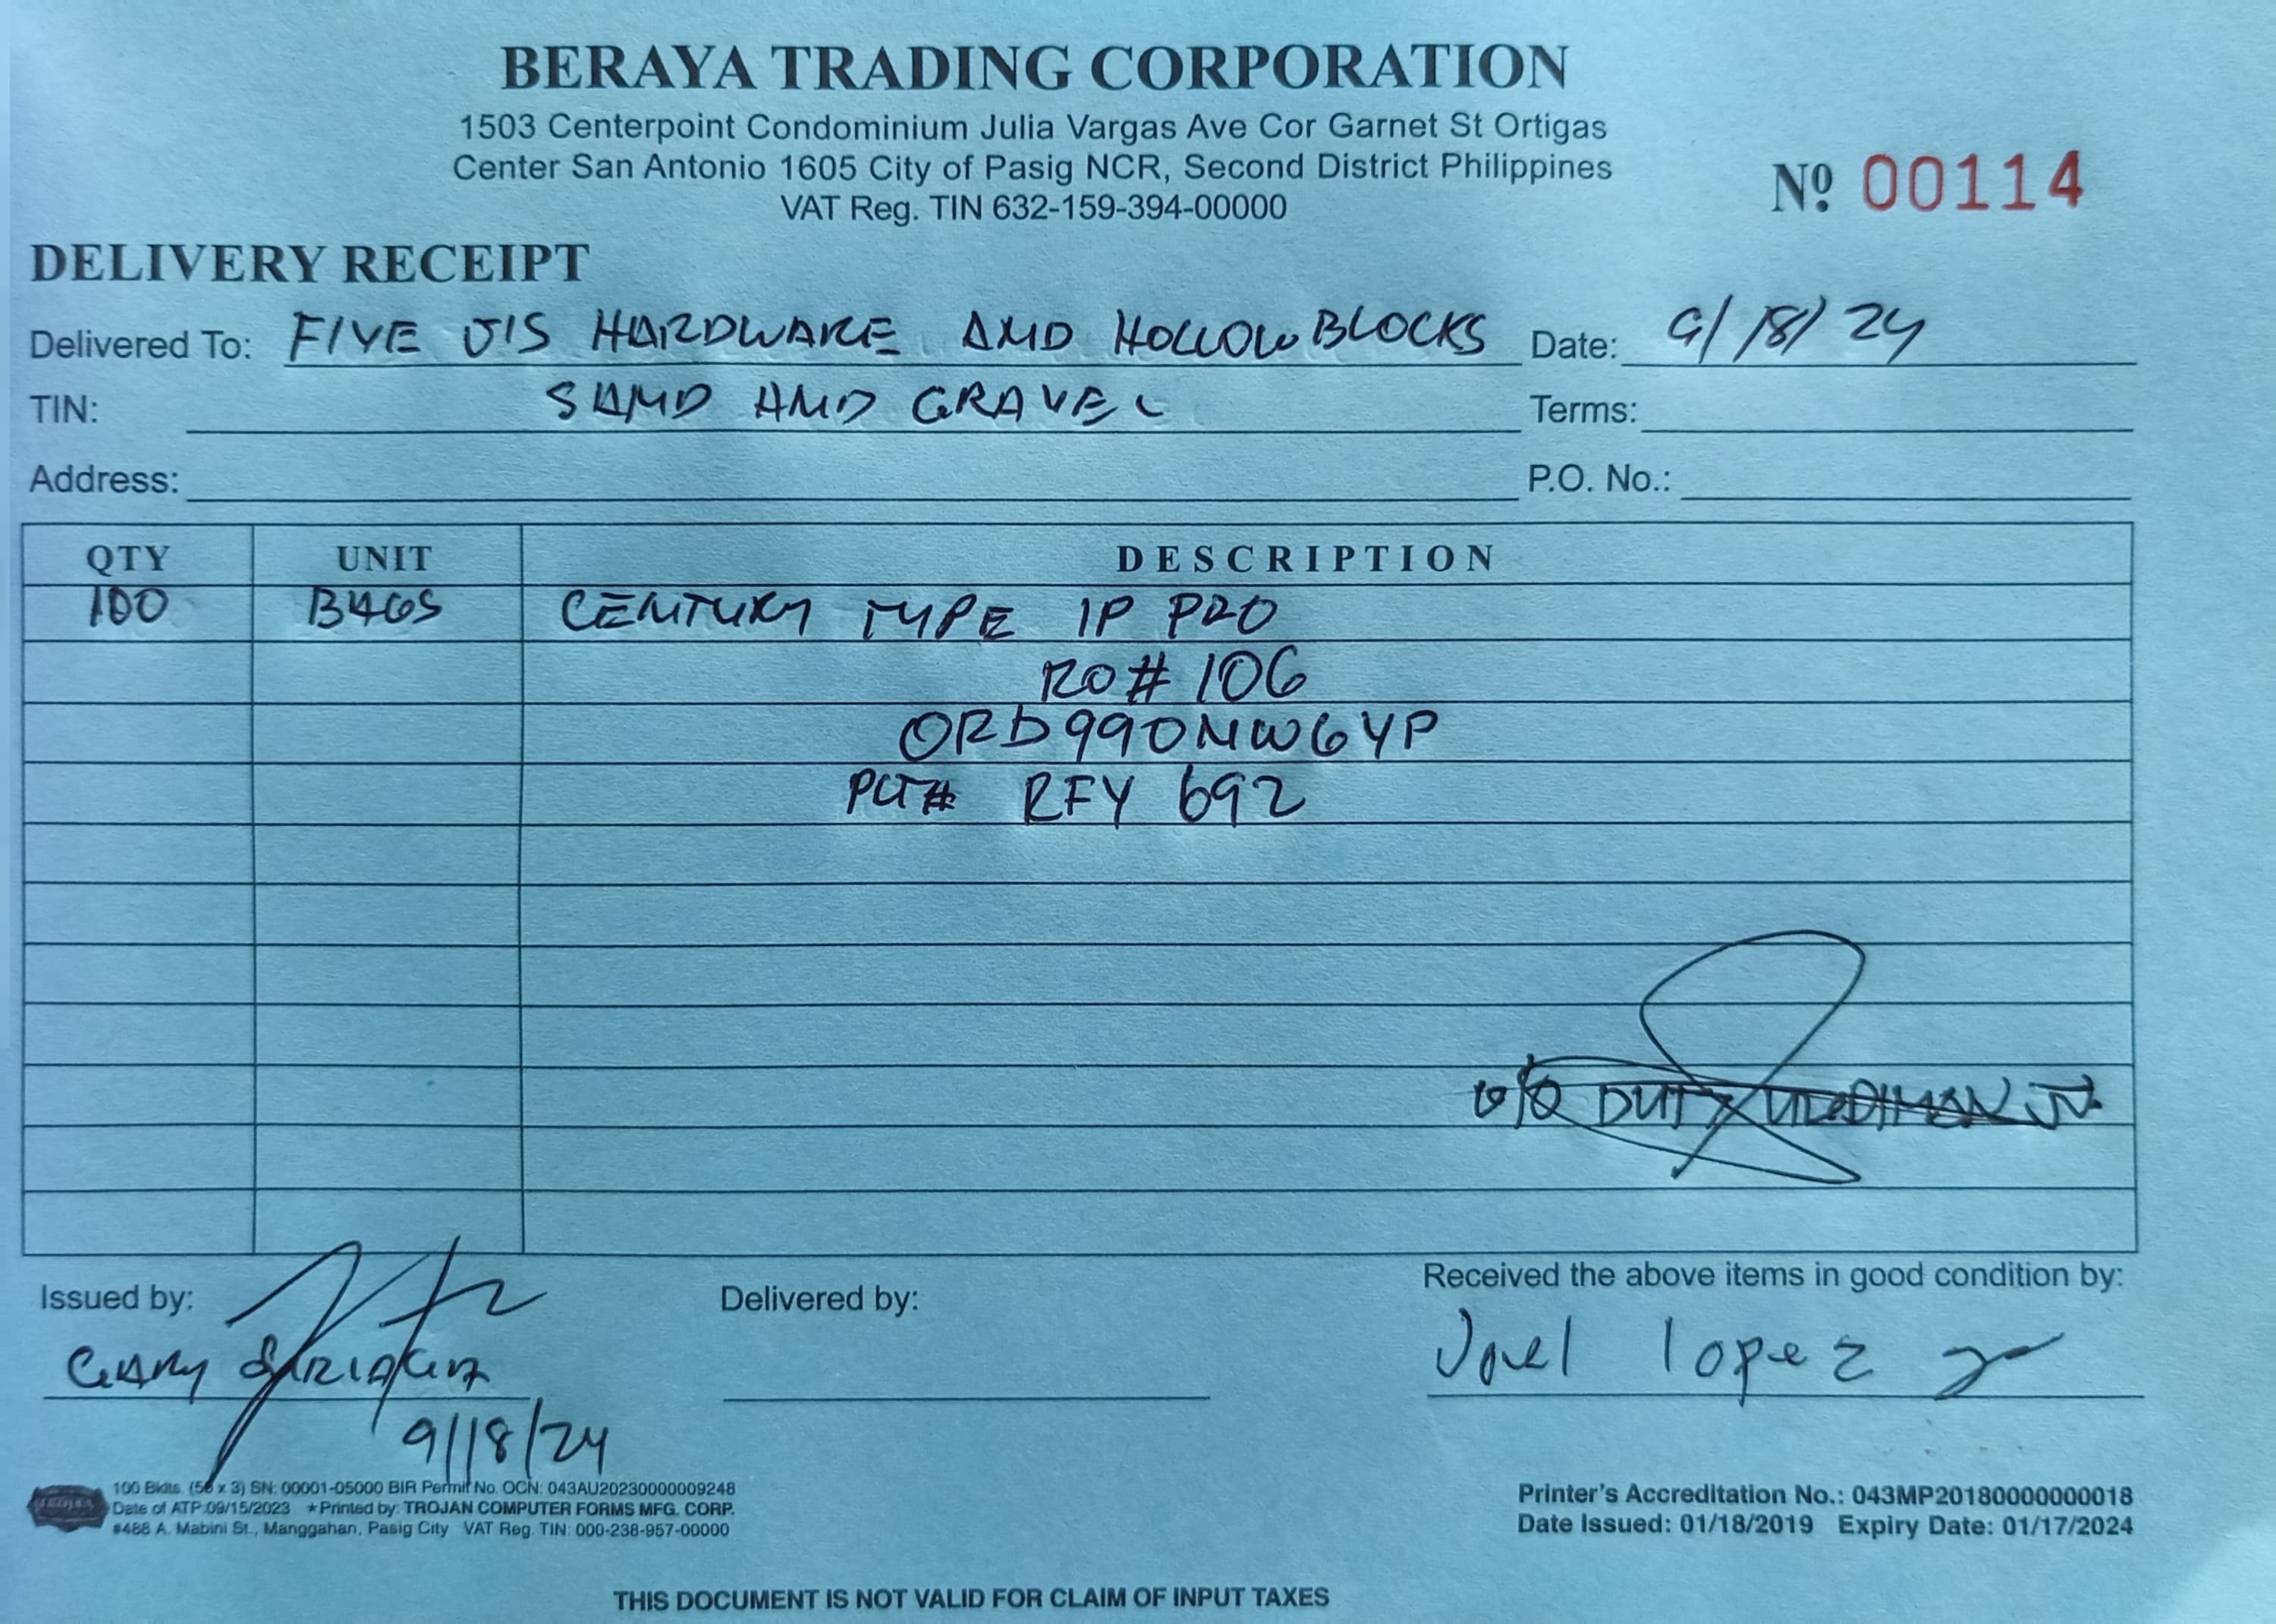 BERAYA TRADING CORPORATION
1503 Centerpoint Condominium Julia Vargas Ave Cor Garnet St Ortigas
Center San Antonio 1605 City of Pasig NCR, Second District Philippines
VAT Reg. TIN 632-159-394-00000
Nº 00114
DELIVERY RECEIPT
Delivered To: FIVE J'S HARDWARE AND HOLLOW BLOCKS Date: 9/18/24
TIN: SAND AND GRAVEL Terms:
Address: P.O. No.:
QTY UNIT DESCRIPTION
100 BAGS CENTURY TYPE 1P PRO
RO# 106
ORD990NW6YP
PLT# RFY 692
DUTY
Issued by: Delivered by: Received the above items in good condition by:
GARY Joel lopez
9/18/24
100 Bklts. (50 x 3) SN: 00001-05000 BIR Permit No. OCN: 043AU20230000009248
Date of ATP:09/15/2023 ★Printed by: TROJAN COMPUTER FORMS MFG. CORP.
#488 A. Mabini St., Manggahan, Pasig City VAT Reg. TIN: 000-238-957-00000
Printer's Accreditation No.: 043MP20180000000018
Date Issued: 01/18/2019 Expiry Date: 01/17/2024
THIS DOCUMENT IS NOT VALID FOR CLAIM OF INPUT TAXES